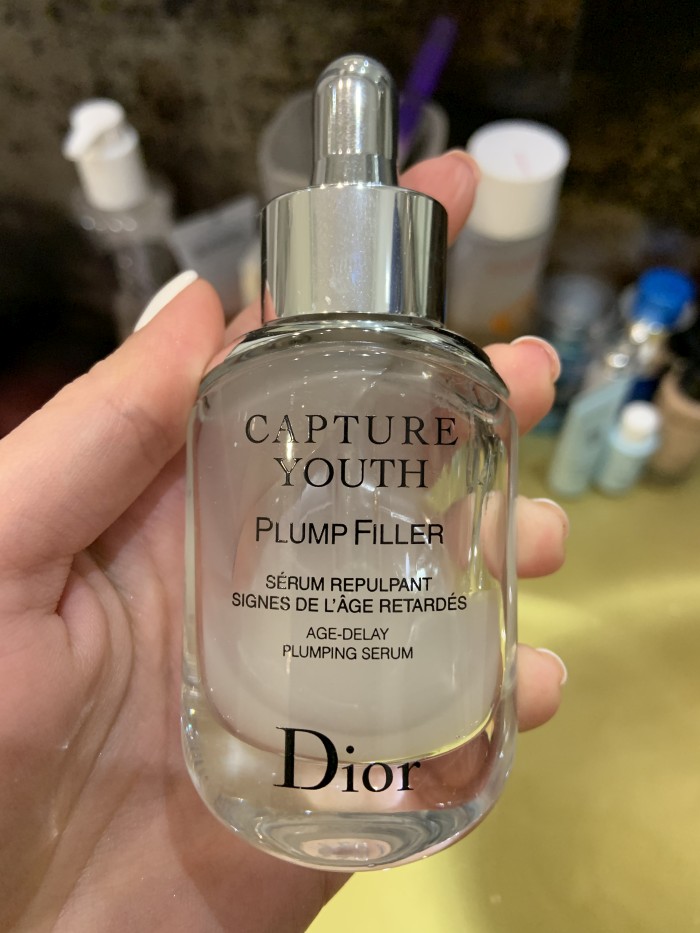 CAPTURE
YOUTH
PLUMP FILLER
SÉRUM REPULPANT
SIGNES DE L'ÂGE RETARDÉS
AGE-DELAY
PLUMPING SERUM
Dior